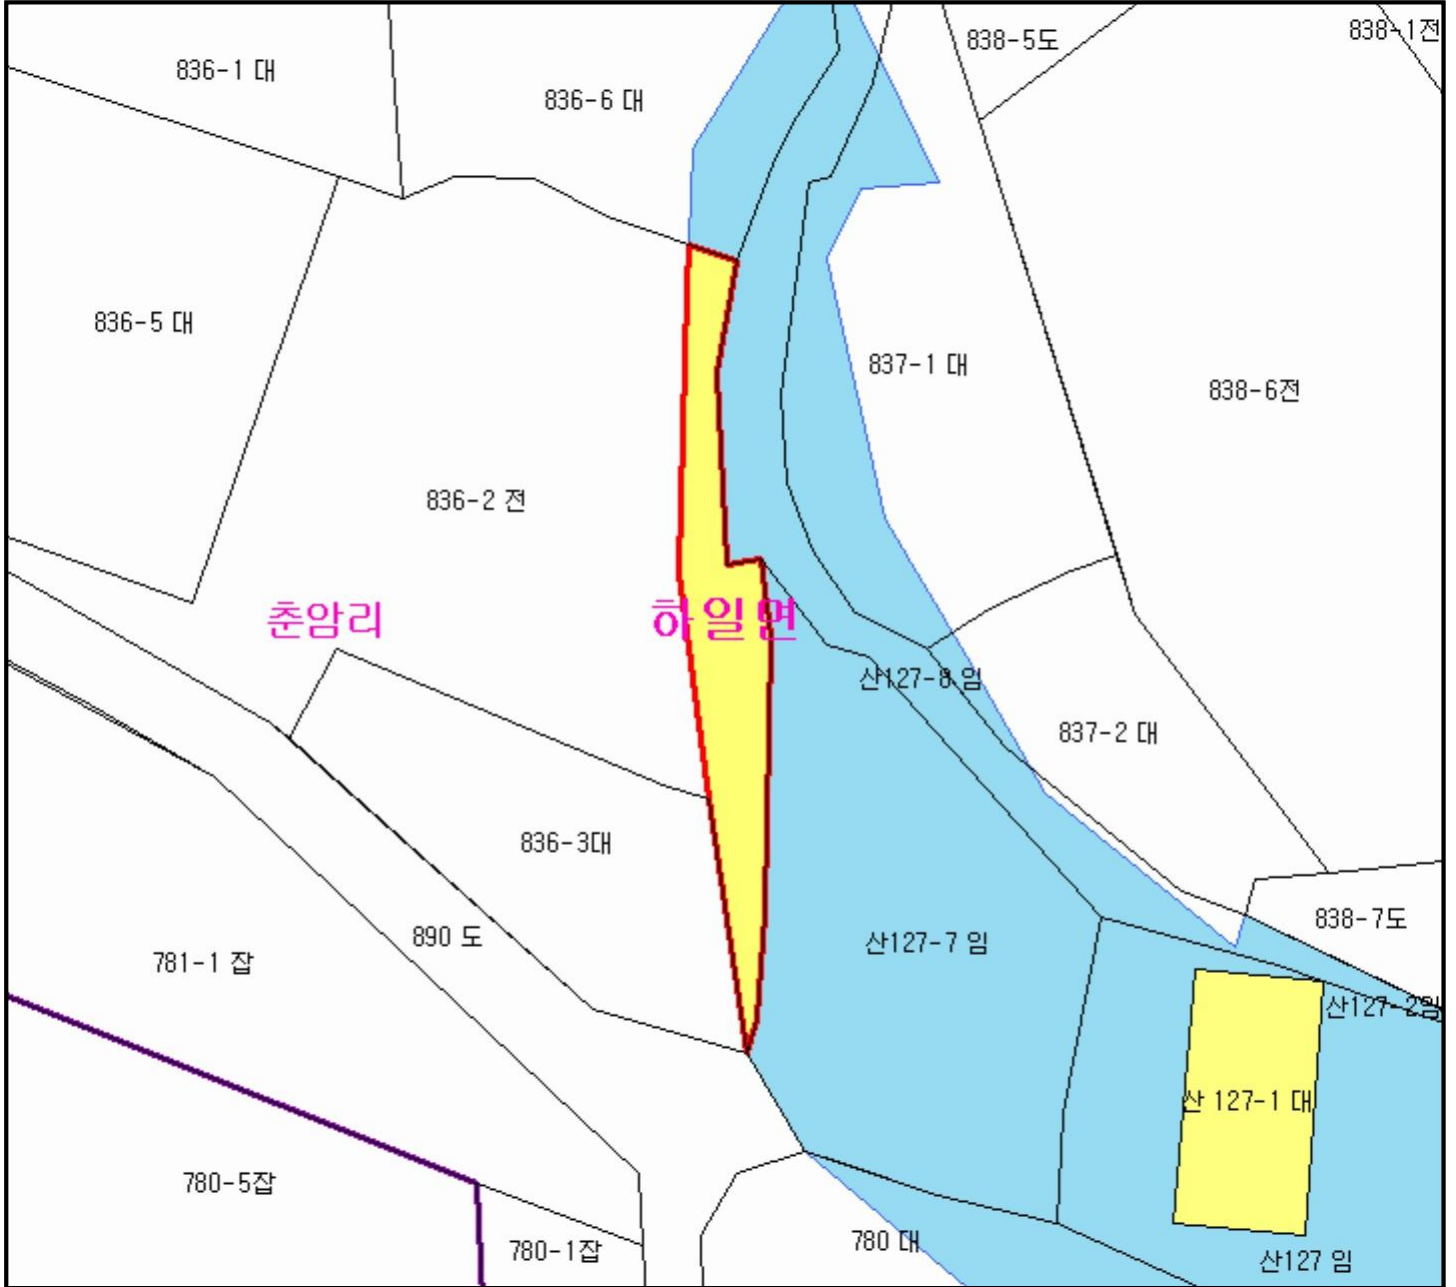 838-1전
838-5도
836-1 대
836-6 대
836-5 대
837-1 대
838-6전
836-2 전
춘암리
하일면
산127-8 임
837-2 대
836-3대
838-7도
890 도
산127-7 임
781-1 잡
산127-2임
산 127-1 대
780-5잡
780-1잡
780 대
산127 임